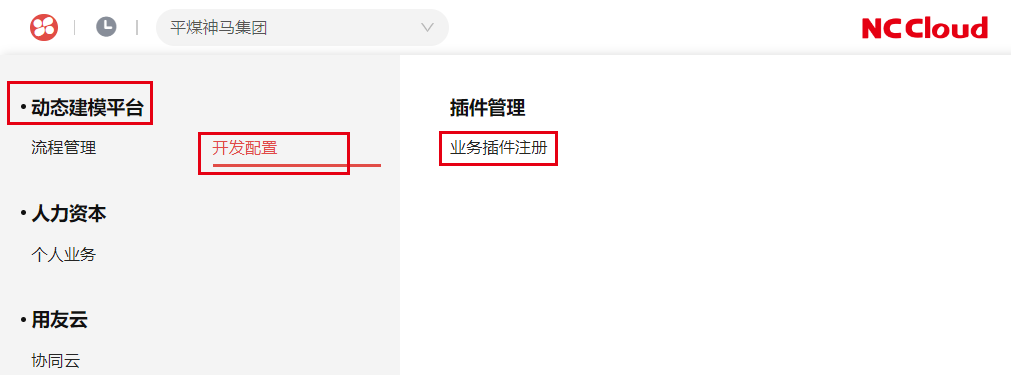 平煤神马集团
NC Cloud
• 动态建模平台
流程管理
开发配置
• 人力资本
个人业务
• 用友云
协同云
插件管理
业务插件注册